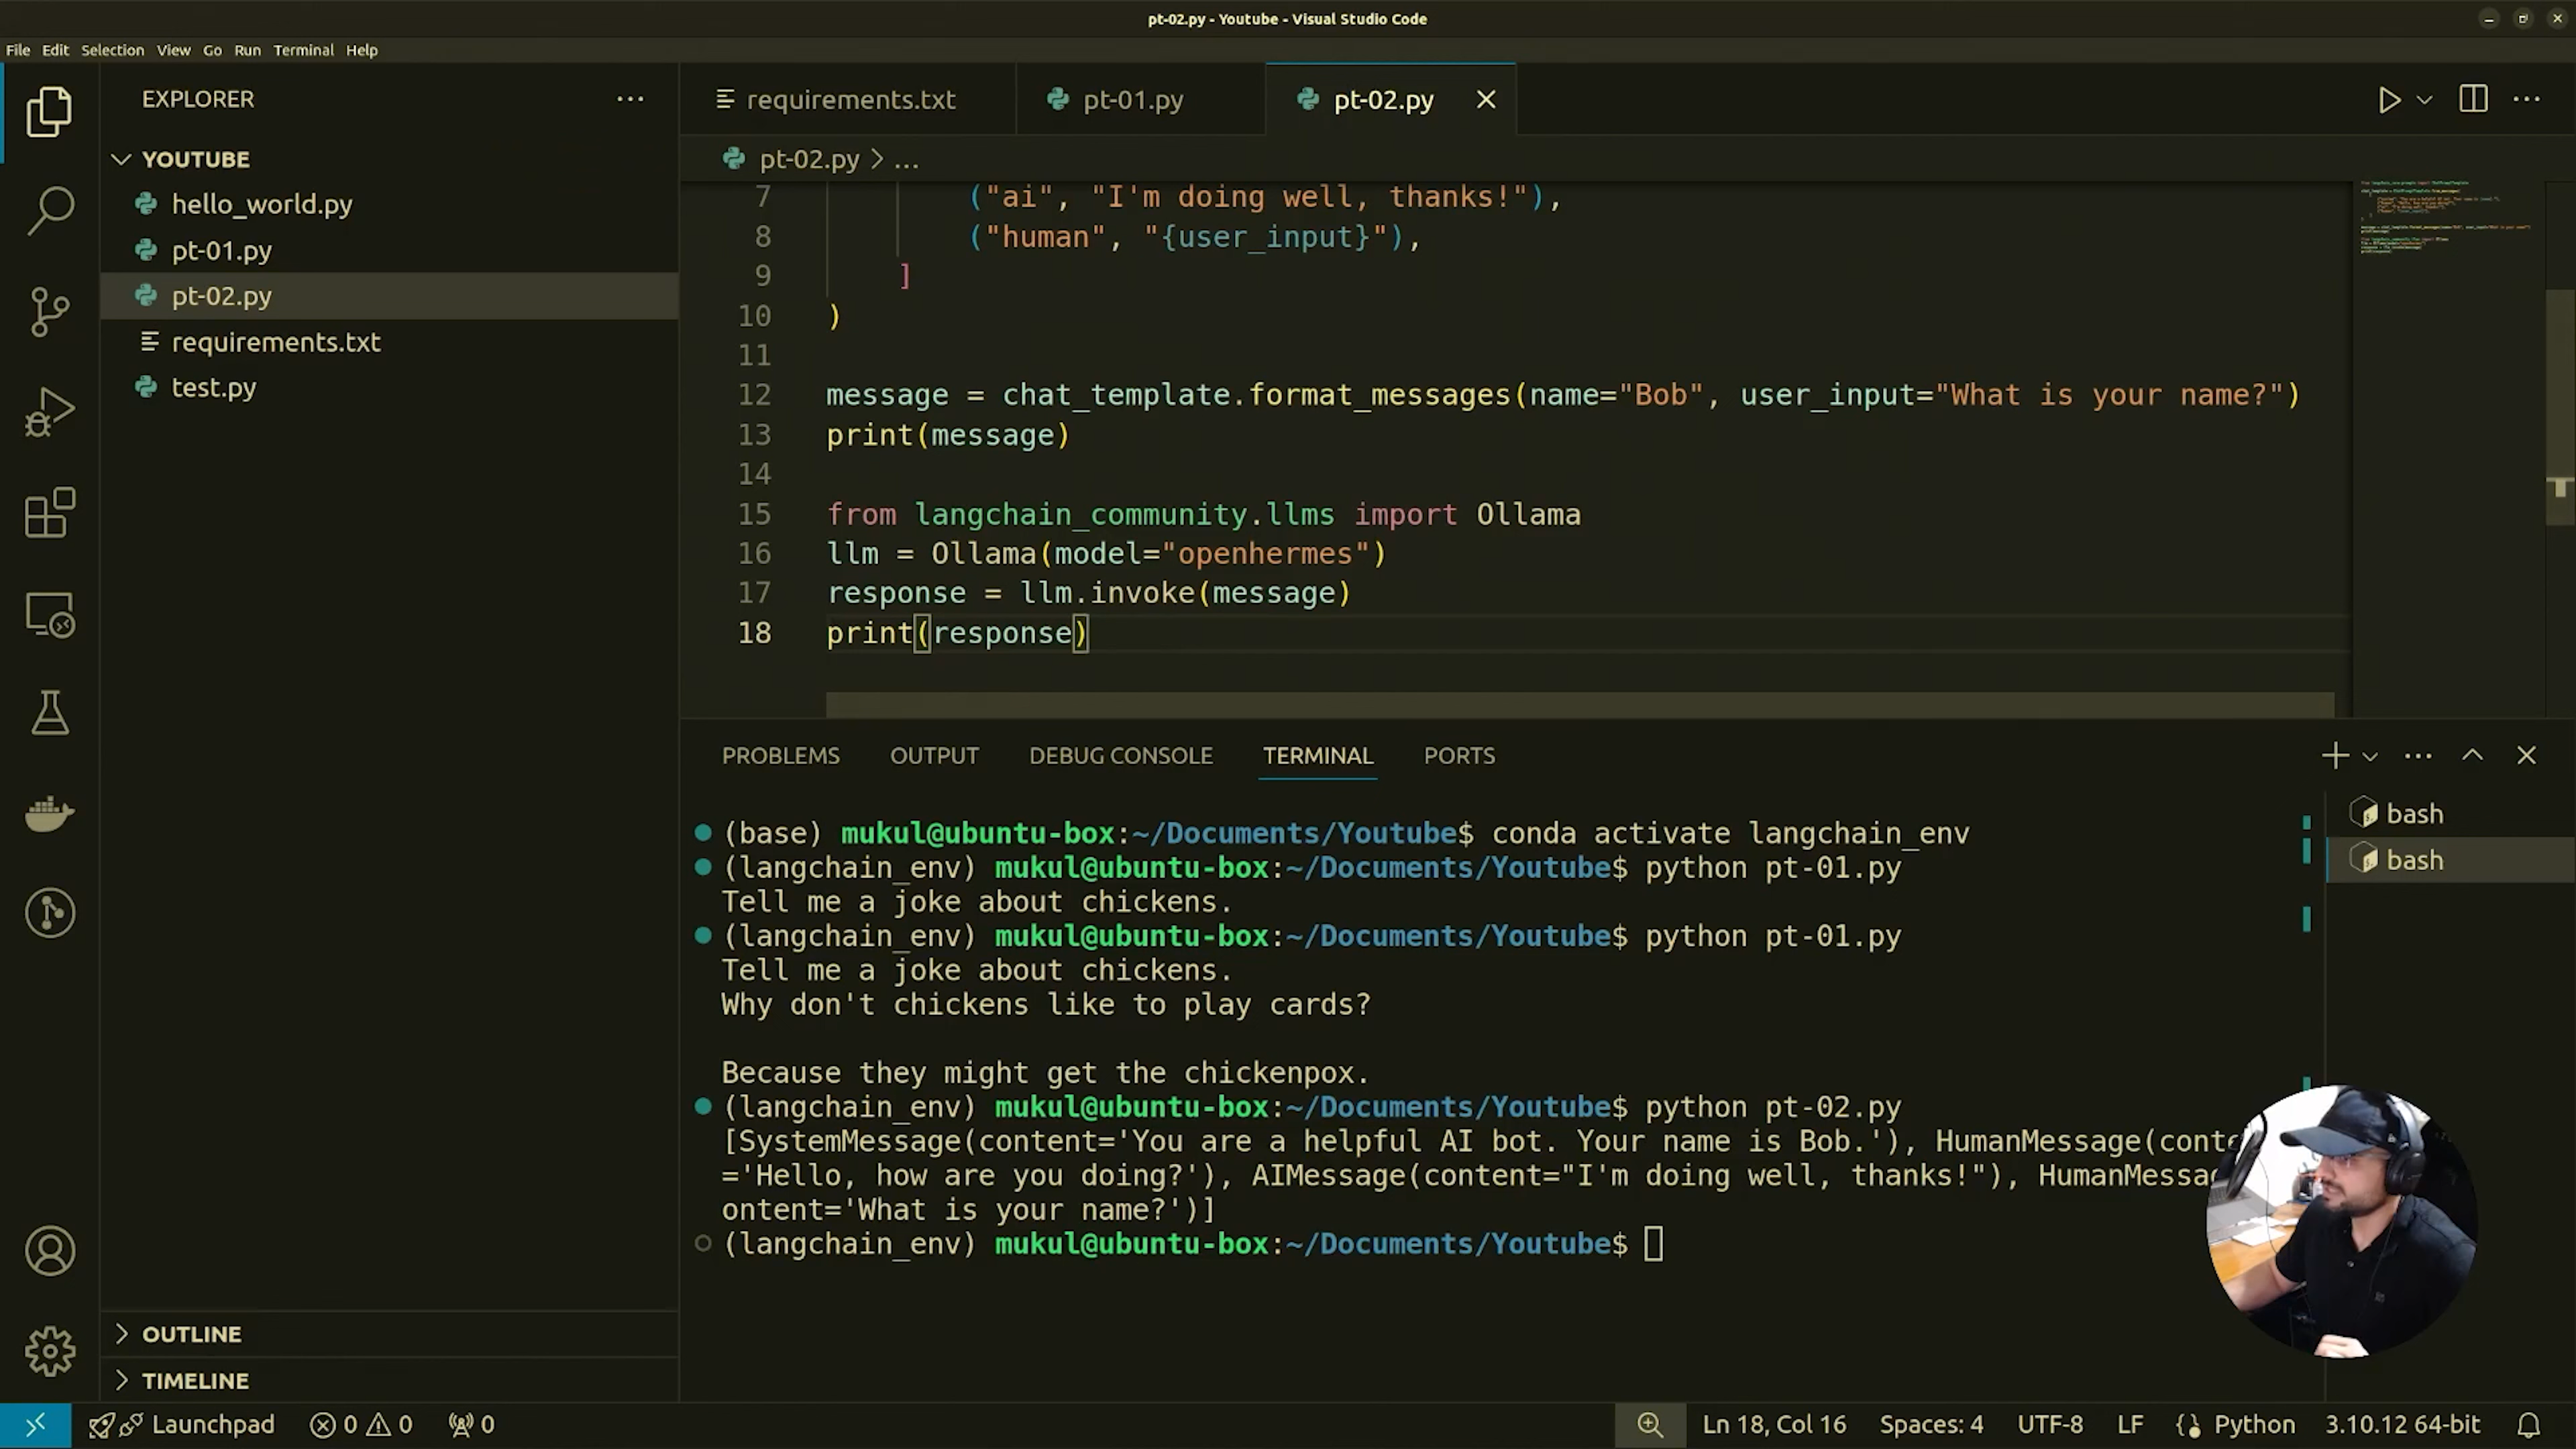 pt-02.py - Youtube - Visual Studio Code
File Edit Selection View Go Run Terminal Help
EXPLORER
YOUTUBE
hello_world.py
pt-01.py
pt-02.py
requirements.txt
test.py
OUTLINE
TIMELINE
requirements.txt
pt-01.py
pt-02.py
pt-02.py > ...
7 ("ai", "I'm doing well, thanks!"),
8 ("human", "{user_input}"),
9 ]
10 )
11
12 message = chat_template.format_messages(name="Bob", user_input="What is your name?")
13 print(message)
14
15 from langchain_community.llms import Ollama
16 llm = Ollama(model="openhermes")
17 response = llm.invoke(message)
18 print(response)
PROBLEMS OUTPUT DEBUG CONSOLE TERMINAL PORTS
(base) mukul@ubuntu-box:~/Documents/Youtube$ conda activate langchain_env
(langchain_env) mukul@ubuntu-box:~/Documents/Youtube$ python pt-01.py
Tell me a joke about chickens.
(langchain_env) mukul@ubuntu-box:~/Documents/Youtube$ python pt-01.py
Tell me a joke about chickens.
Why don't chickens like to play cards?
Because they might get the chickenpox.
(langchain_env) mukul@ubuntu-box:~/Documents/Youtube$ python pt-02.py
[SystemMessage(content='You are a helpful AI bot. Your name is Bob.'), HumanMessage(conte
='Hello, how are you doing?'), AIMessage(content="I'm doing well, thanks!"), HumanMessag
ontent='What is your name?')]
(langchain_env) mukul@ubuntu-box:~/Documents/Youtube$
bash
bash
Launchpad 0 0 0
Ln 18, Col 16 Spaces: 4 UTF-8 LF Python 3.10.12 64-bit